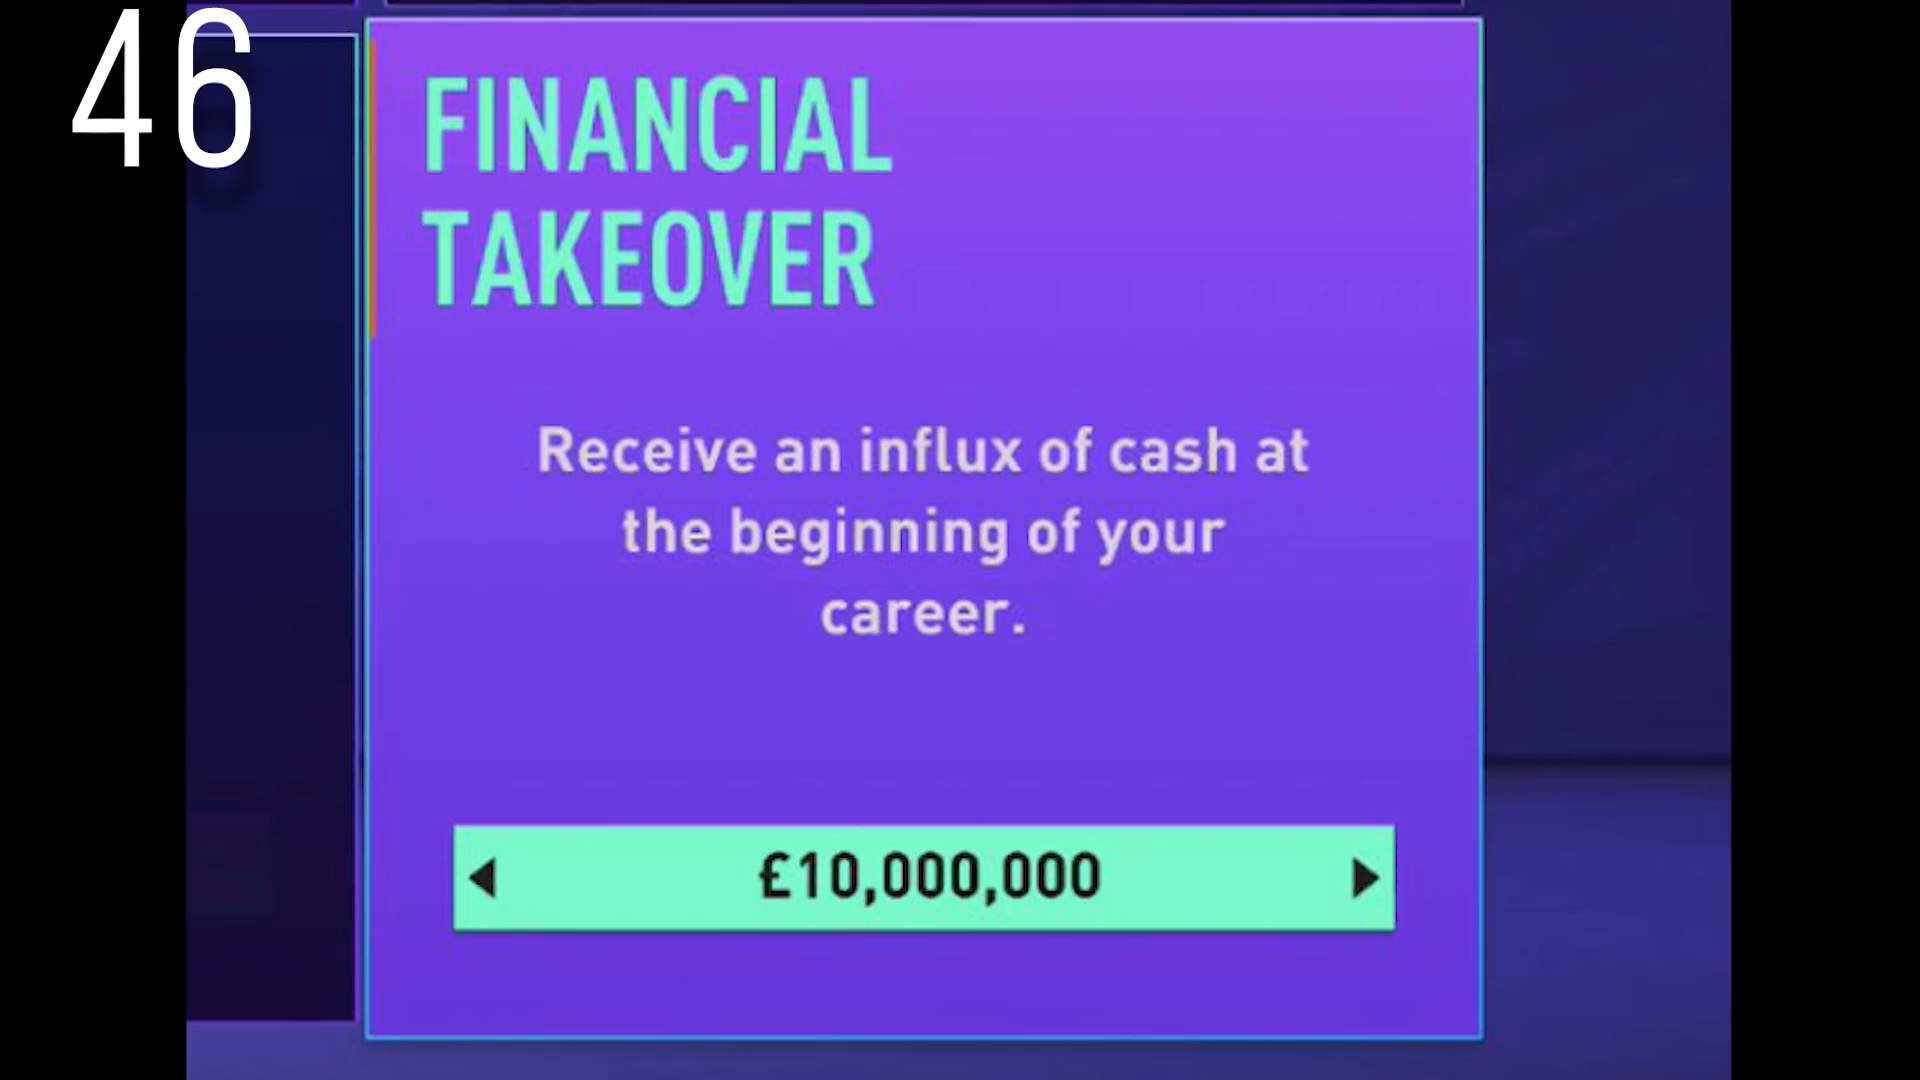 46
FINANCIAL
TAKEOVER
Receive an influx of cash at
the beginning of your
career.
£10,000,000